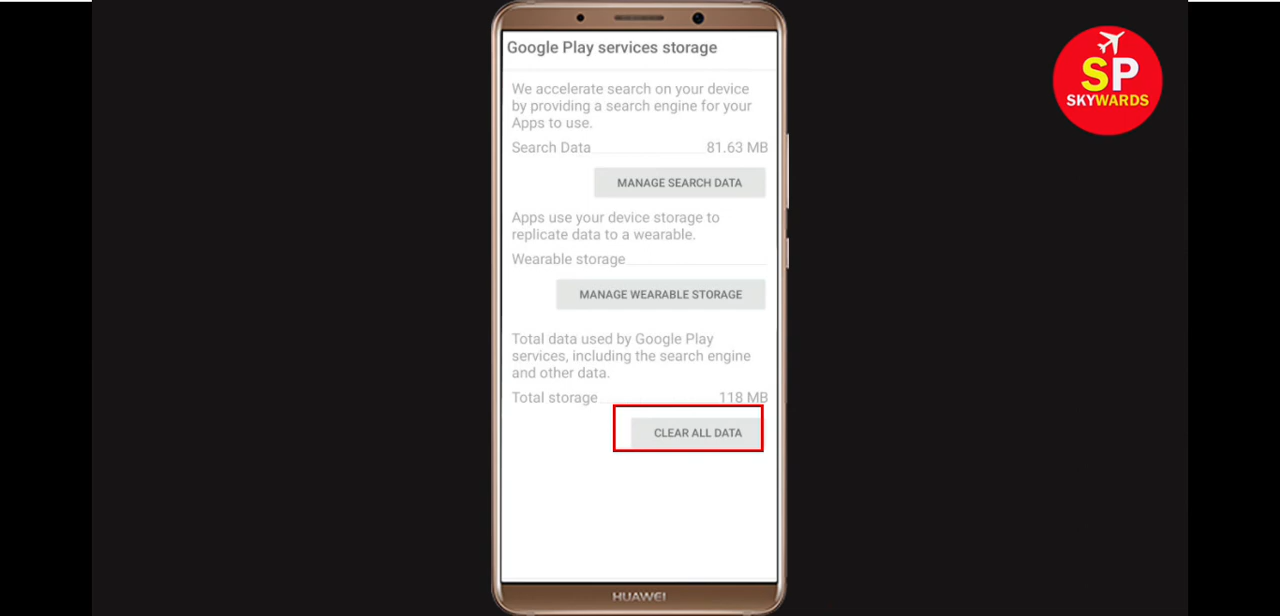 Google Play services storage
SP
SKYWARDS
We accelerate search on your device
by providing a search engine for your
Apps to use.
Search Data 81.63 MB
MANAGE SEARCH DATA
Apps use your device storage to
replicate data to a wearable.
Wearable storage
MANAGE WEARABLE STORAGE
Total data used by Google Play
services, including the search engine
and other data.
Total storage 118 MB
CLEAR ALL DATA
HUAWEI